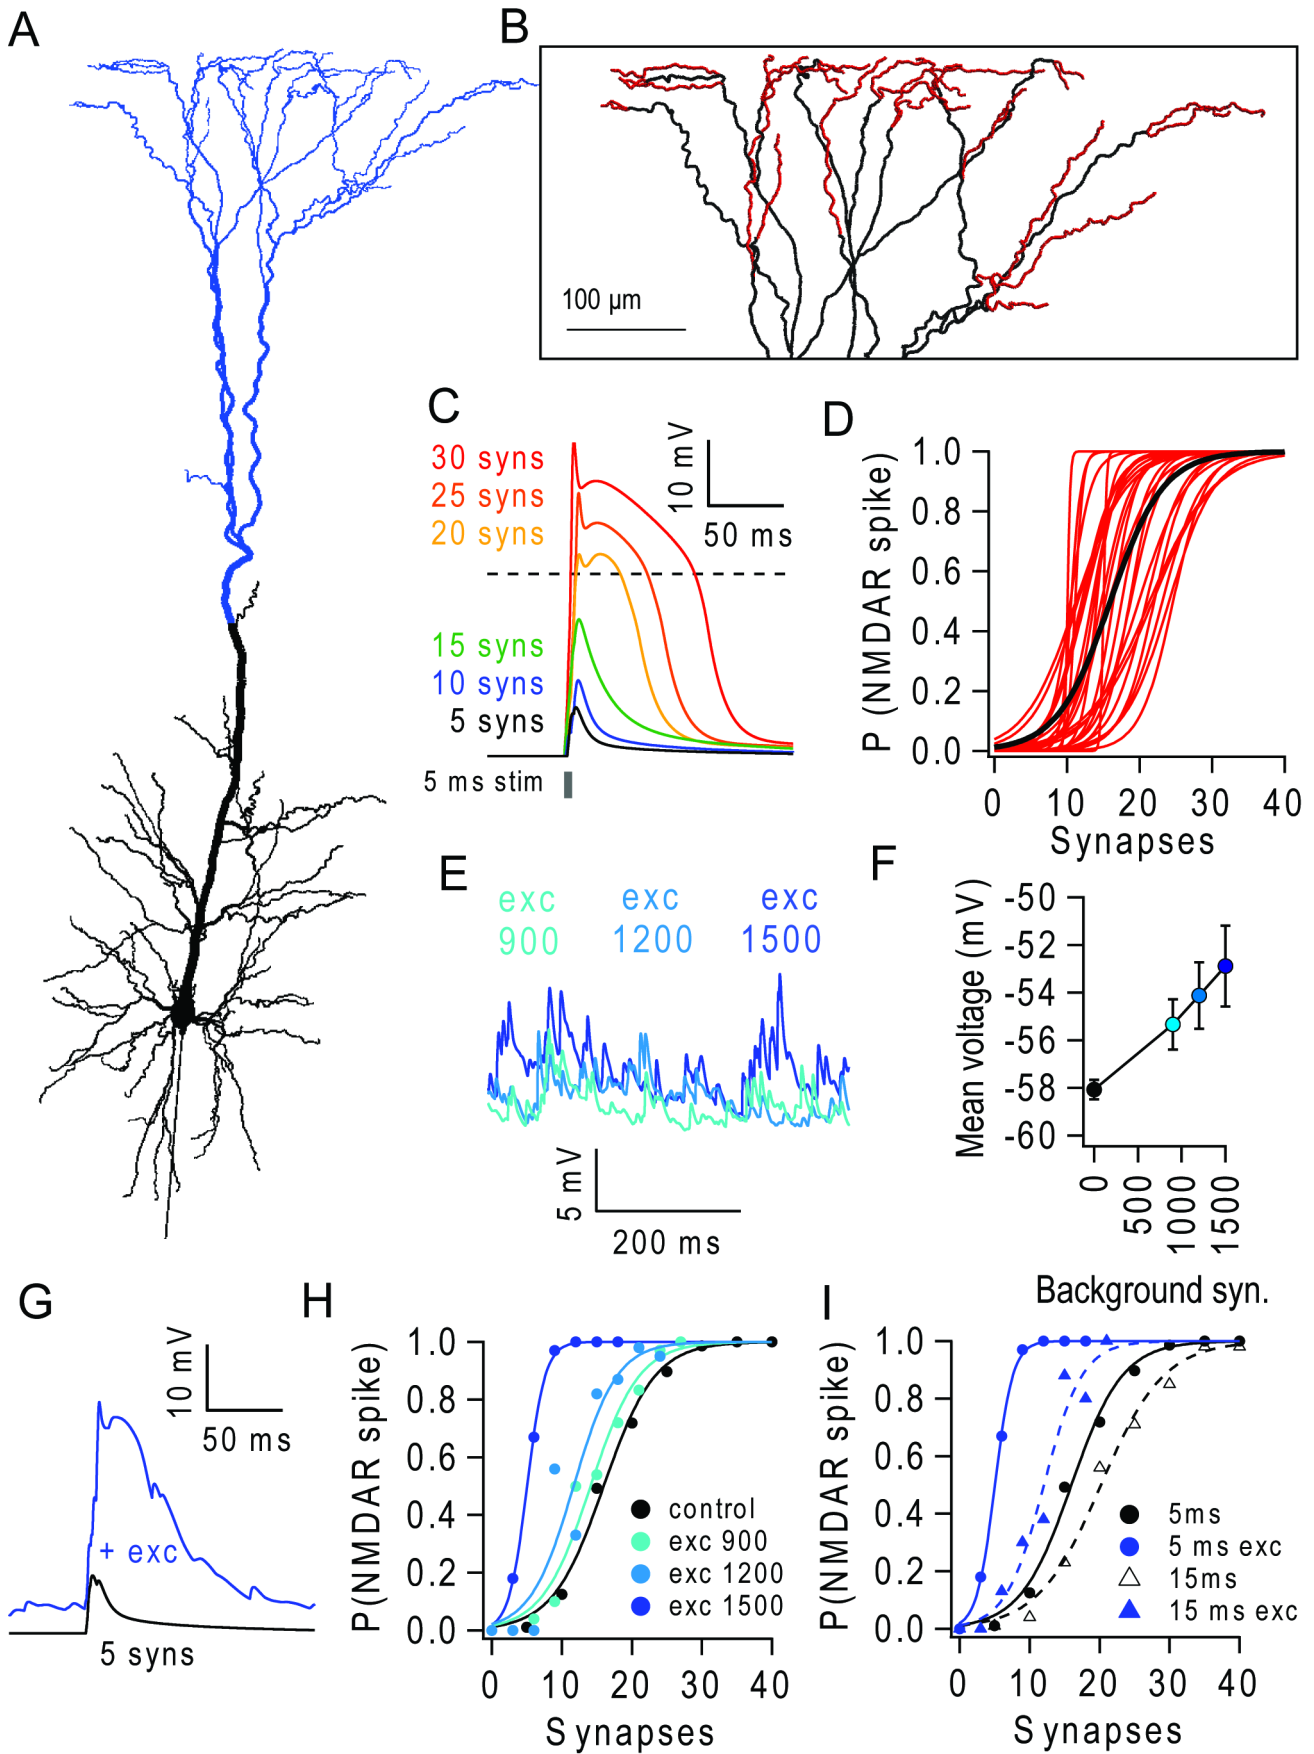 A
B
100 µm
C
30 syns
25 syns
20 syns
15 syns
10 syns
5 syns
5 ms stim
10 mV
50 ms
D
P (NMDAR spike)
1.0
0.8
0.6
0.4
0.2
0.0
0 10 20 30 40
Synapses
E
exc 900
exc 1200
exc 1500
5 mV
200 ms
F
Mean voltage (mV)
-50
-52
-54
-56
-58
-60
0 500 1000 1500
Background syn.
G
10 mV
50 ms
+ exc
5 syns
H
P(NMDAR spike)
1.0
0.8
0.6
0.4
0.2
0.0
control
exc 900
exc 1200
exc 1500
0 10 20 30 40
Synapses
I
P(NMDAR spike)
1.0
0.8
0.6
0.4
0.2
0.0
5ms
5 ms exc
15ms
15 ms exc
0 10 20 30 40
Synapses